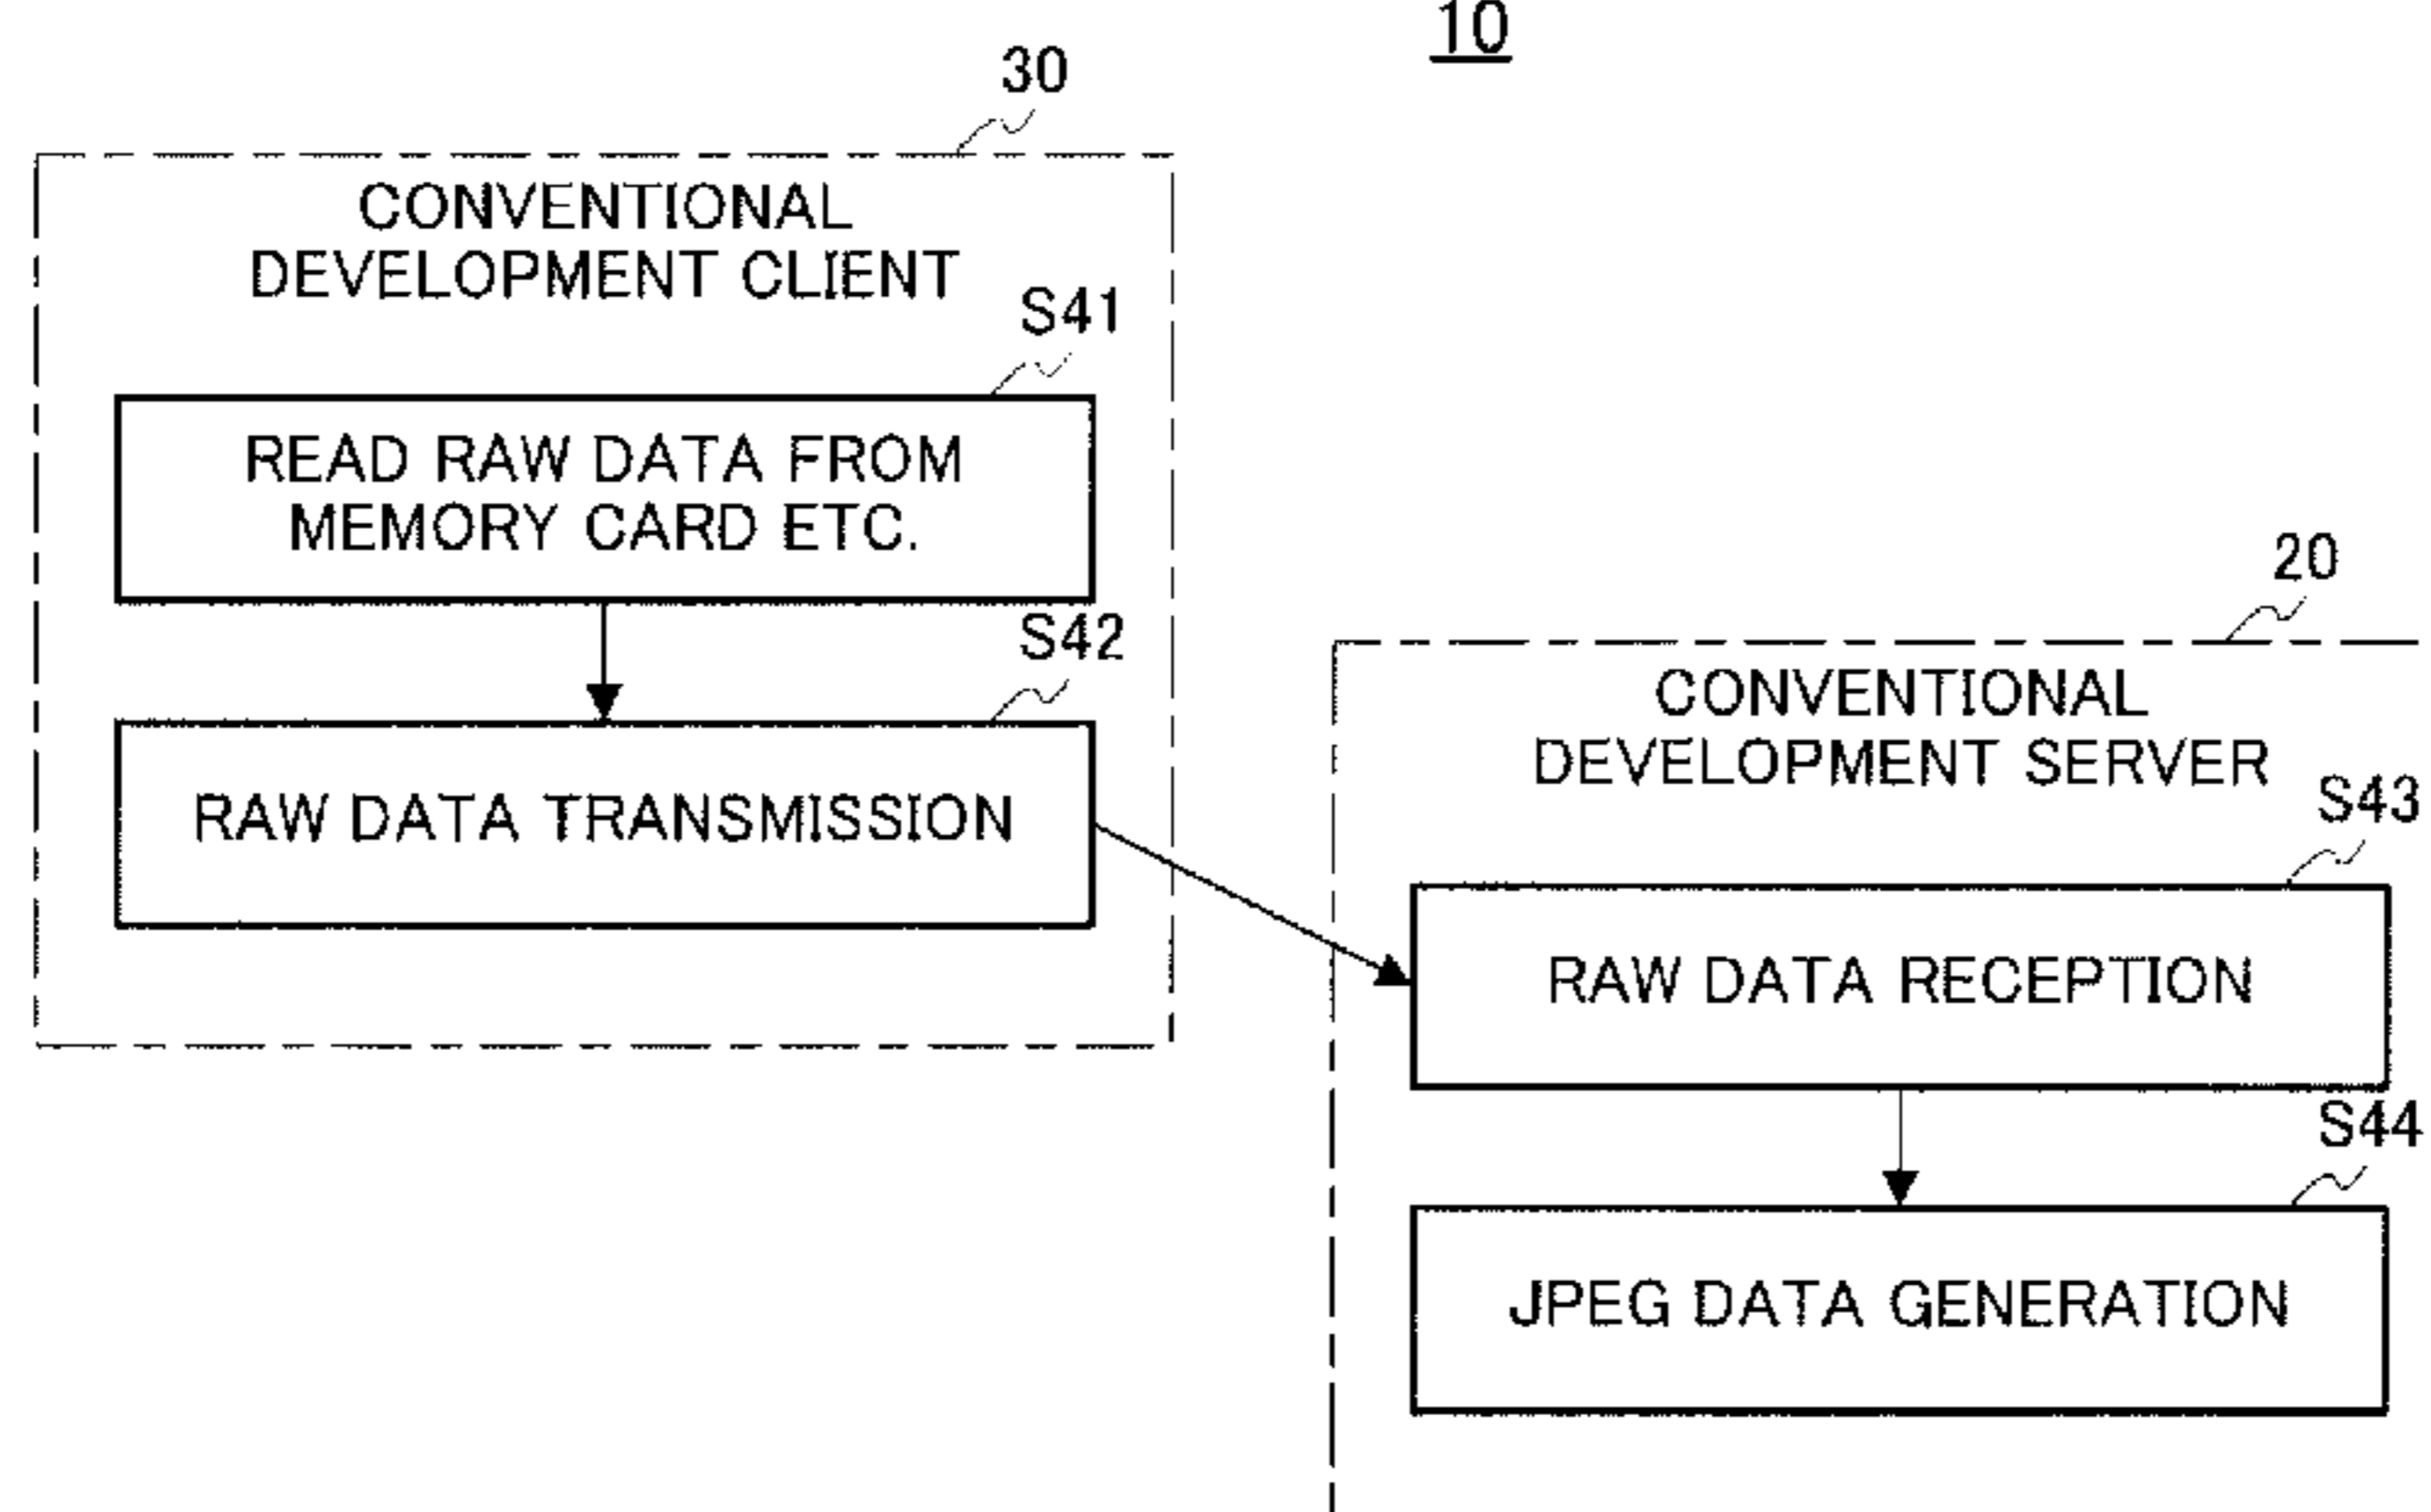 10
30
CONVENTIONAL
DEVELOPMENT CLIENT
S41
READ RAW DATA FROM
MEMORY CARD ETC.
S42
RAW DATA TRANSMISSION
20
CONVENTIONAL
DEVELOPMENT SERVER
S43
RAW DATA RECEPTION
S44
JPEG DATA GENERATION